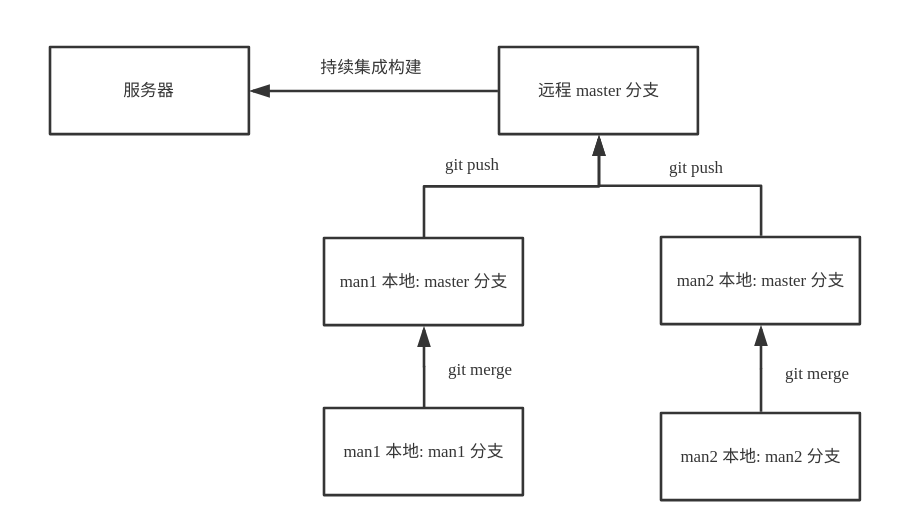 持续集成构建
服务器
远程 master 分支
git push
git push
man1 本地: master 分支
man2 本地: master 分支
git merge
git merge
man1 本地: man1 分支
man2 本地: man2 分支